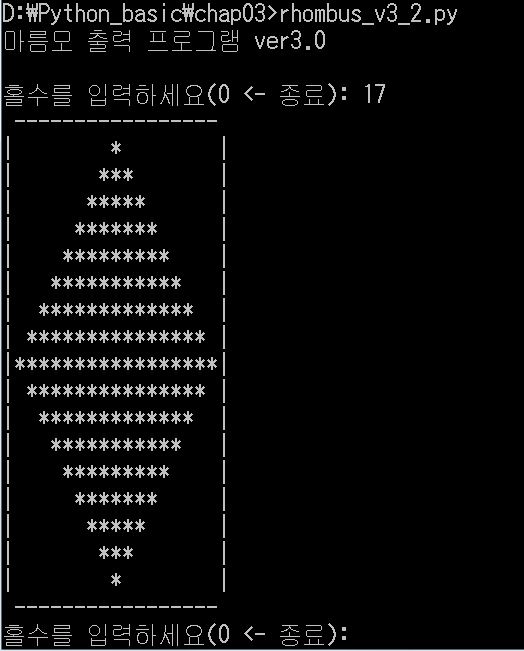 D:₩Python_basic₩chap03>rhombus_v3_2.py
마름모 출력 프로그램 ver3.0

홀수를 입력하세요(0 <- 종료): 17
 -----------------
|        *        |
|       ***       |
|      *****      |
|     *******     |
|    *********    |
|   ***********   |
|  *************  |
| *************** |
|*****************|
| *************** |
|  *************  |
|   ***********   |
|    *********    |
|     *******     |
|      *****      |
|       ***       |
|        *        |
 -----------------
홀수를 입력하세요(0 <- 종료):